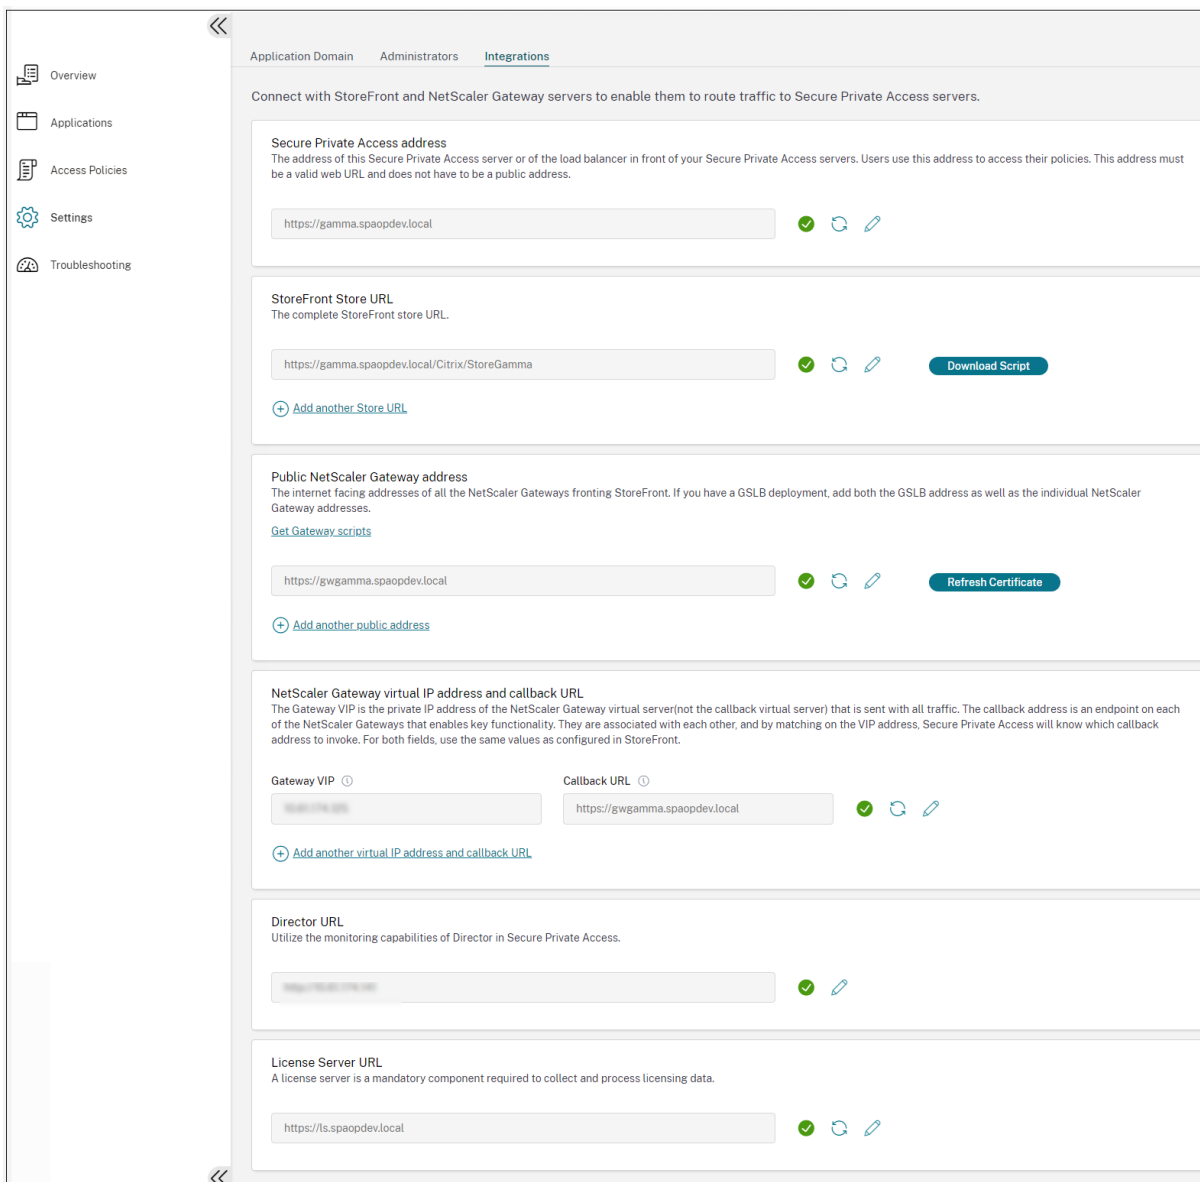 Overview
Applications
Access Policies
Settings
Troubleshooting
Application Domain Administrators Integrations
Connect with StoreFront and NetScaler Gateway servers to enable them to route traffic to Secure Private Access servers.
Secure Private Access address
The address of this Secure Private Access server or of the load balancer in front of your Secure Private Access servers. Users use this address to access their policies. This address must
be a valid web URL and does not have to be a public address.
https://gamma.spaopdev.local
StoreFront Store URL
The complete StoreFront store URL.
https://gamma.spaopdev.local/Citrix/StoreGamma
Download Script
Add another Store URL
Public NetScaler Gateway address
The internet facing addresses of all the NetScaler Gateways fronting StoreFront. If you have a GSLB deployment, add both the GSLB address as well as the individual NetScaler
Gateway addresses.
Get Gateway scripts
https://gwgamma.spaopdev.local
Refresh Certificate
Add another public address
NetScaler Gateway virtual IP address and callback URL
The Gateway VIP is the private IP address of the NetScaler Gateway virtual server(not the callback virtual server) that is sent with all traffic. The callback address is an endpoint on each
of the NetScaler Gateways that enables key functionality. They are associated with each other, and by matching on the VIP address, Secure Private Access will know which callback
address to invoke. For both fields, use the same values as configured in StoreFront.
Gateway VIP Callback URL
https://gwgamma.spaopdev.local
Add another virtual IP address and callback URL
Director URL
Utilize the monitoring capabilities of Director in Secure Private Access.
License Server URL
A license server is a mandatory component required to collect and process licensing data.
https://ls.spaopdev.local